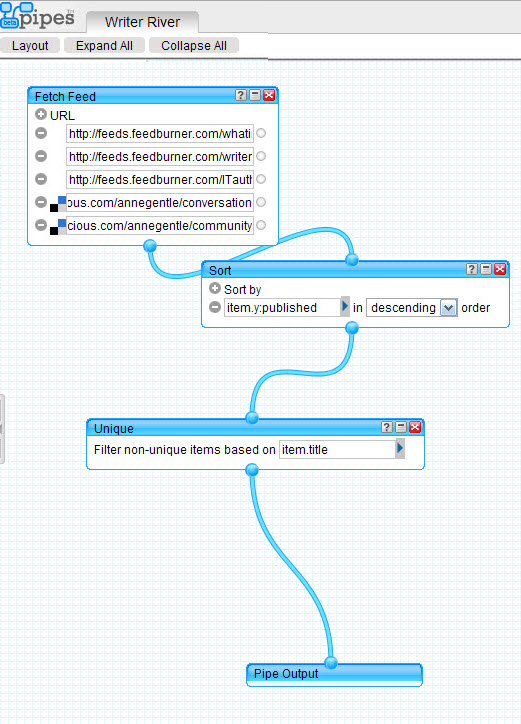 pipes™
beta
Writer River
Layout Expand All Collapse All
Fetch Feed
URL
http://feeds.feedburner.com/whati
http://feeds.feedburner.com/writer
http://feeds.feedburner.com/ITauth
ous.com/annegentle/conversation
cious.com/annegentle/community
Sort
Sort by
item.y:published in descending order
Unique
Filter non-unique items based on item.title
Pipe Output